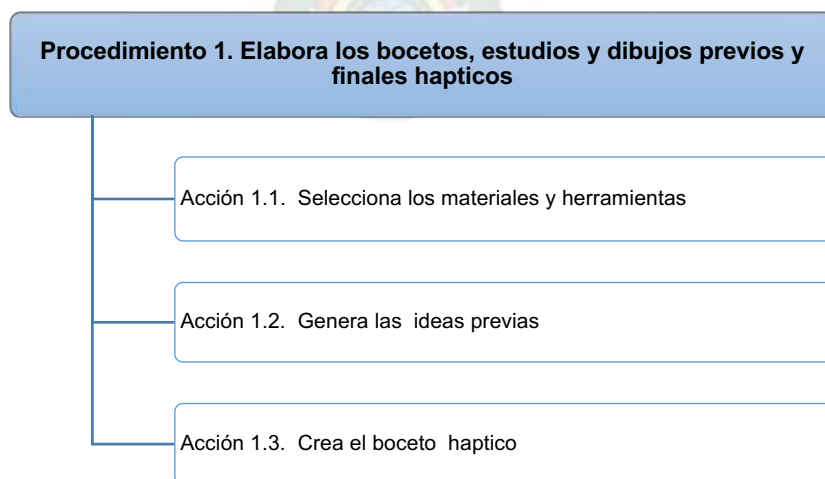 Procedimiento 1. Elabora los bocetos, estudios y dibujos previos y
finales hapticos
Acción 1.1.  Selecciona los materiales y herramientas
Acción 1.2.  Genera las  ideas previas
Acción 1.3.  Crea el boceto  haptico